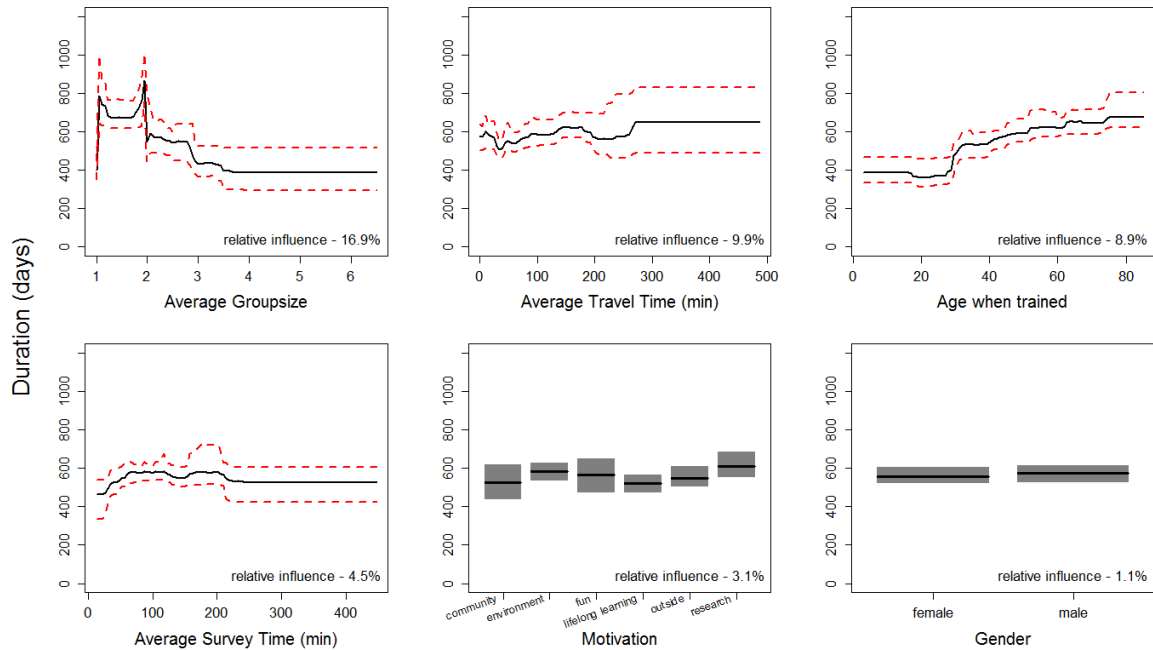 Duration (days)
0 200 400 600 800 1000
relative influence - 16.9%
1 2 3 4 5 6
Average Groupsize
0 200 400 600 800 1000
relative influence - 9.9%
0 100 200 300 400 500
Average Travel Time (min)
0 200 400 600 800 1000
relative influence - 8.9%
0 20 40 60 80
Age when trained
0 200 400 600 800 1000
relative influence - 4.5%
0 100 200 300 400
Average Survey Time (min)
0 200 400 600 800 1000
relative influence - 3.1%
community environment fun lifelong learning outside research
Motivation
0 200 400 600 800 1000
relative influence - 1.1%
female male
Gender